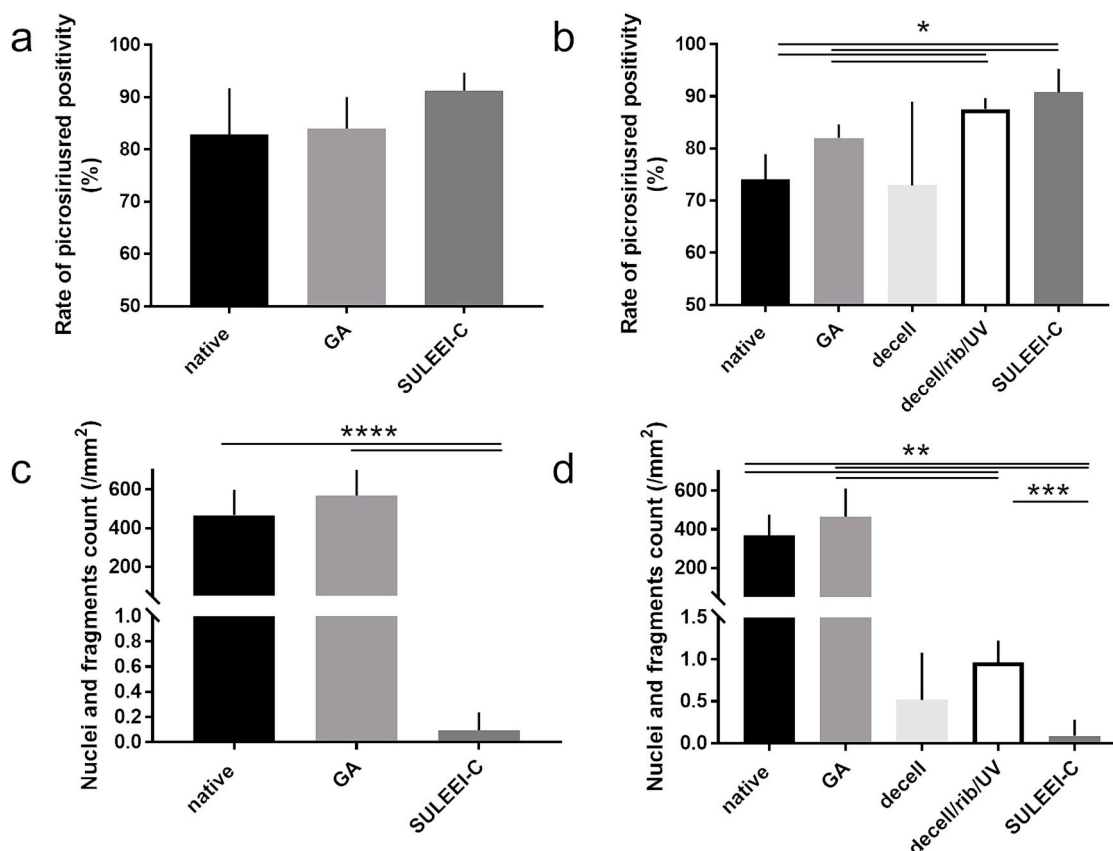 a
Rate of picrosiriusred positivity
(%)
100
90
80
70
60
50
native
GA
SULEEI-C
b
Rate of picrosiriusred positivity
(%)
100
90
80
70
60
50
*
native
GA
decell
decell/rib/UV
SULEEI-C
c
Nuclei and fragments count (/mm²)
600
400
200
1.0
0.8
0.6
0.4
0.2
0.0
****
native
GA
SULEEI-C
d
Nuclei and fragments count (/mm²)
600
400
200
1.5
1.0
0.5
0.0
**
***
native
GA
decell
decell/rib/UV
SULEEI-C